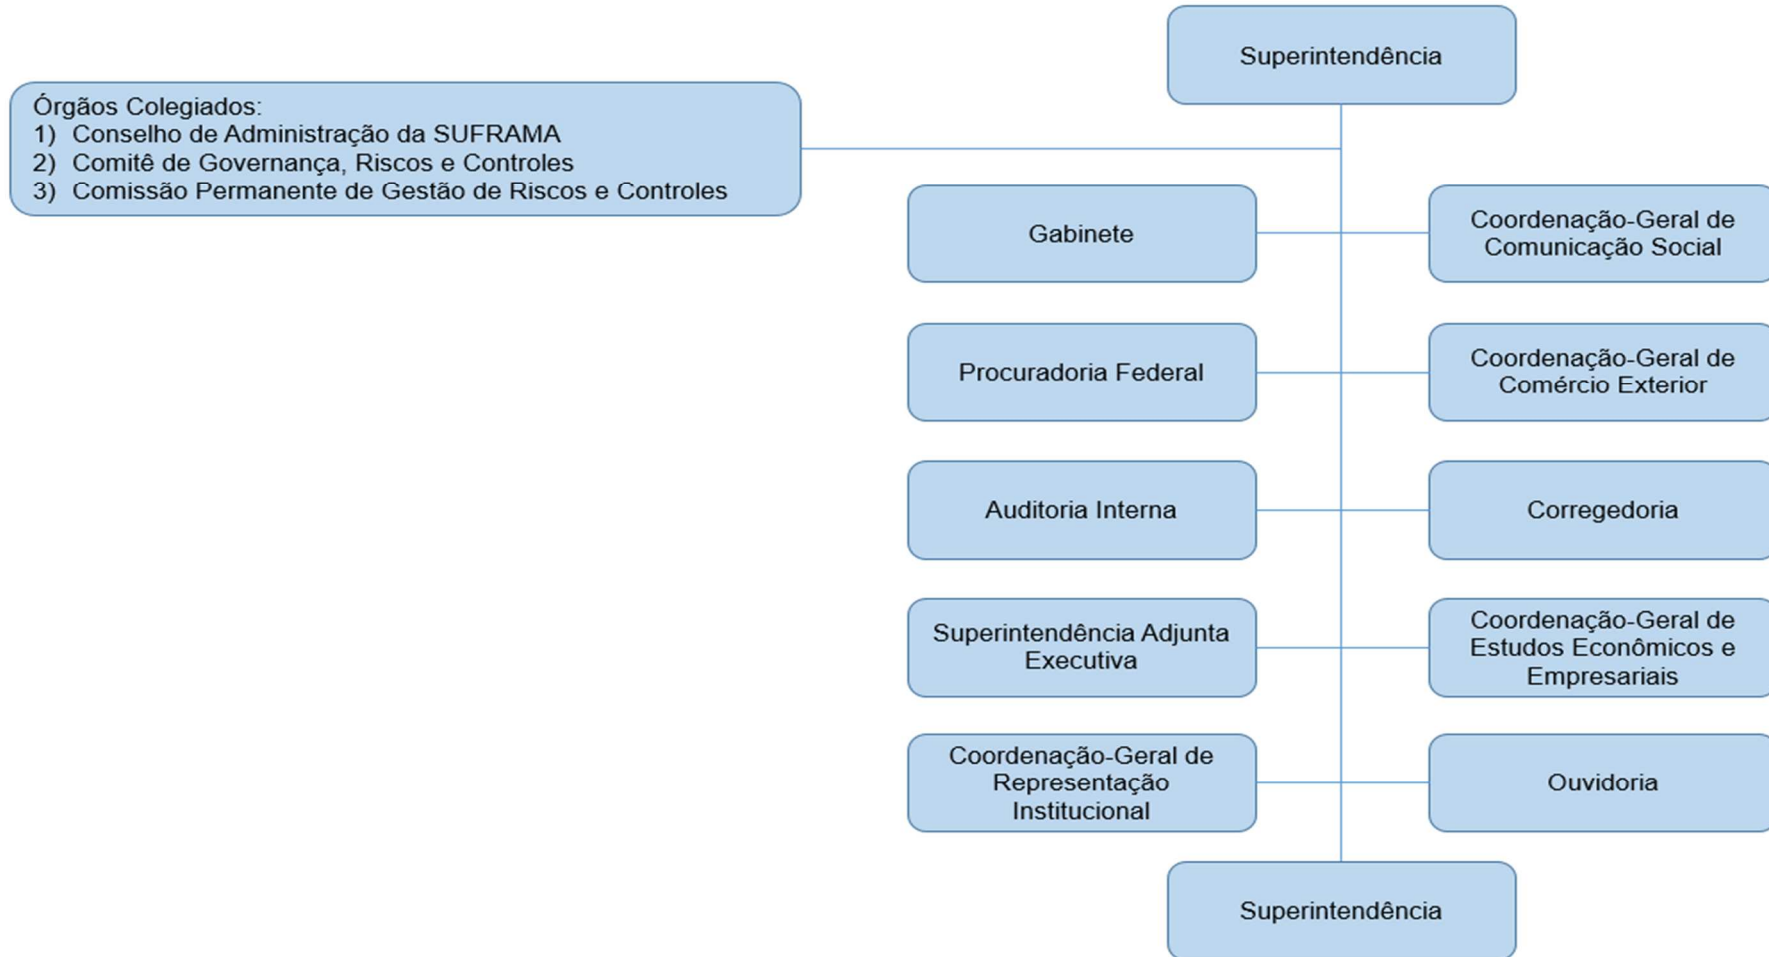 Superintendência
Órgãos Colegiados:
1) Conselho de Administração da SUFRAMA
2) Comitê de Governança, Riscos e Controles
3) Comissão Permanente de Gestão de Riscos e Controles
Gabinete
Coordenação-Geral de
Comunicação Social
Procuradoria Federal
Coordenação-Geral de
Comércio Exterior
Auditoria Interna
Corregedoria
Superintendência Adjunta
Executiva
Coordenação-Geral de
Estudos Econômicos e
Empresariais
Coordenação-Geral de
Representação
Institucional
Ouvidoria
Superintendência